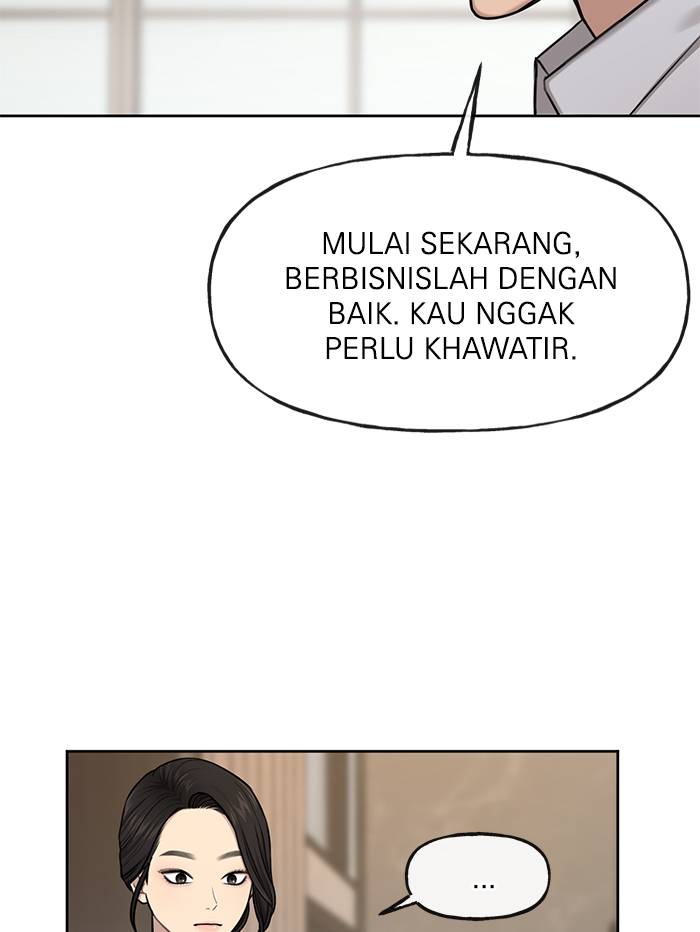 MULAI SEKARANG,
BERBISNISLAH DENGAN
BAIK. KAU NGGAK
PERLU KHAWATIR.
...